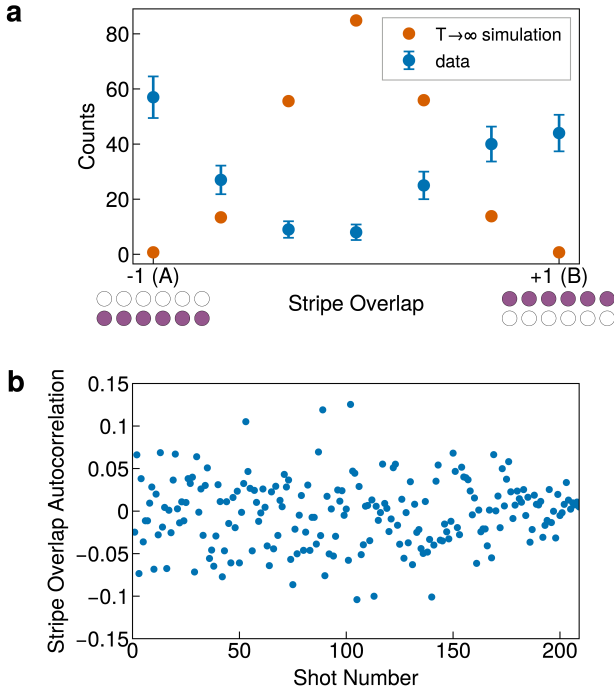 a
Counts
80
60
40
20
0
T→∞ simulation
data
-1 (A)
+1 (B)
Stripe Overlap
b
Stripe Overlap Autocorrelation
0.15
0.1
0.05
0
−0.05
−0.1
−0.15
0
50
100
150
200
Shot Number